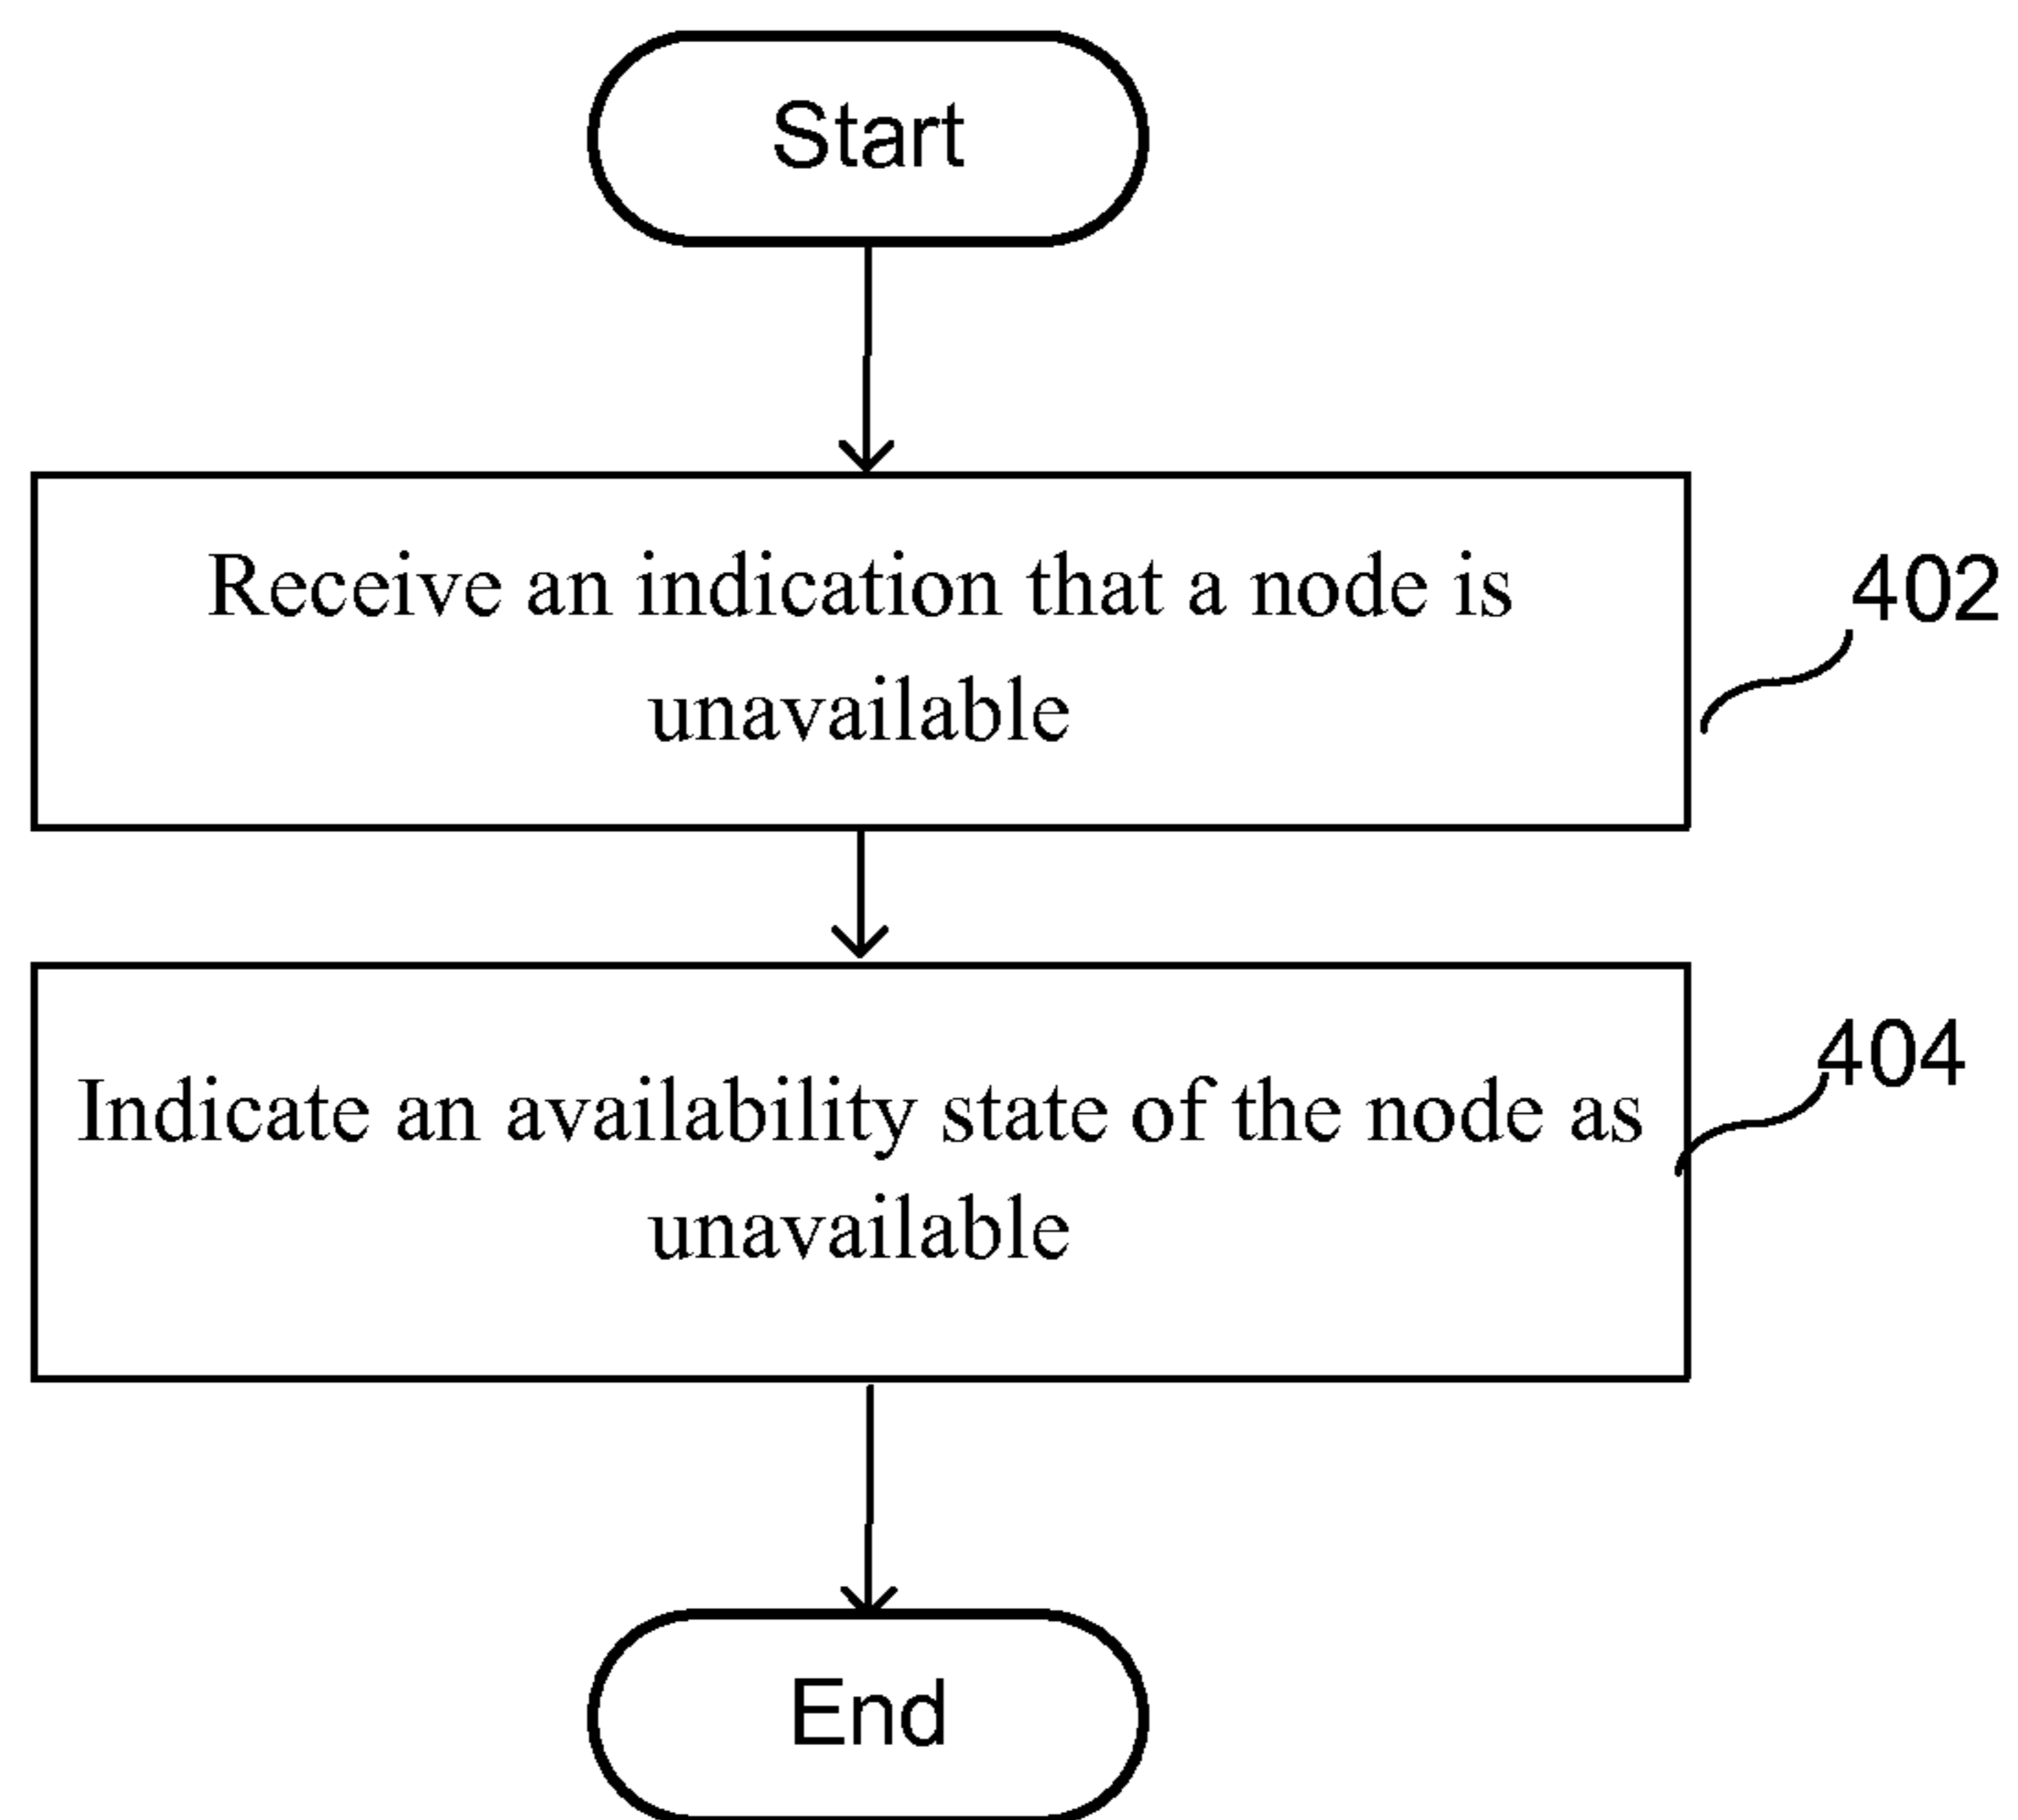 Start
Receive an indication that a node is
unavailable
402
Indicate an availability state of the node as
unavailable
404
End